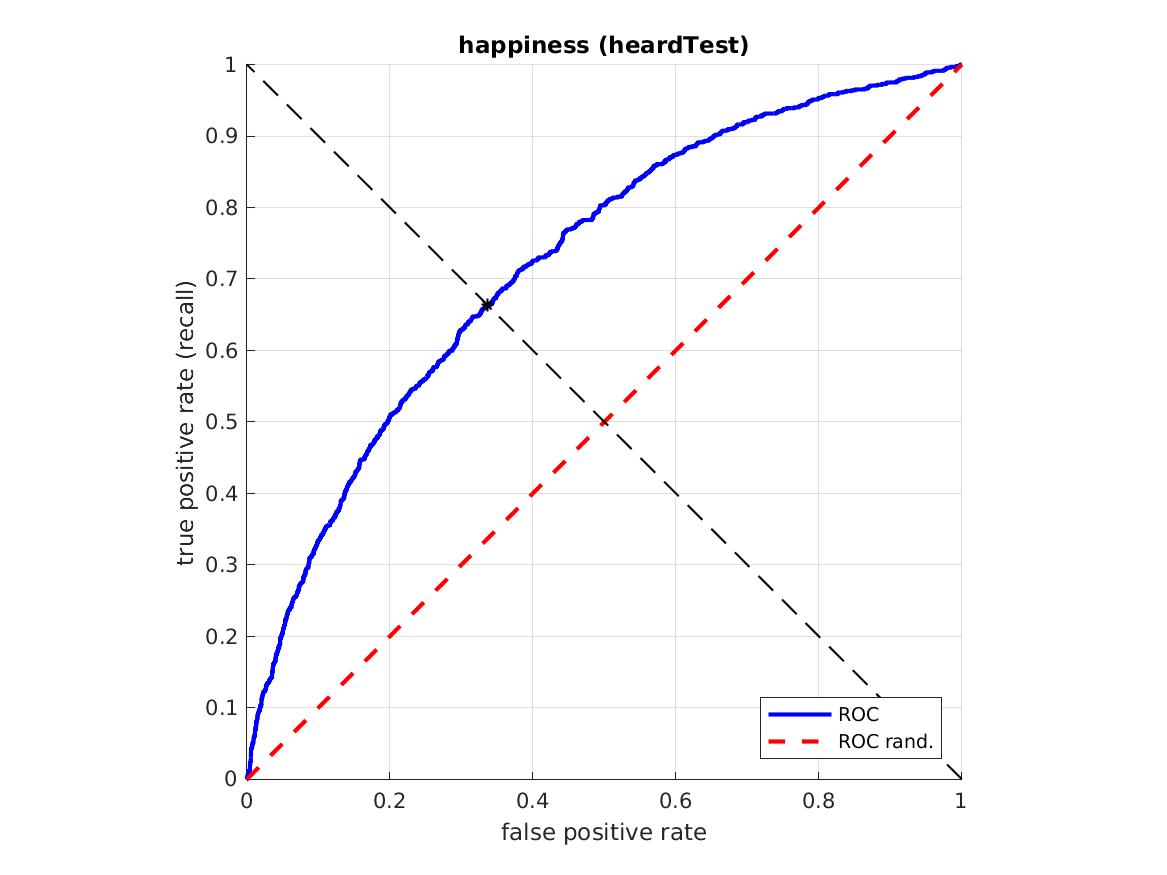 happiness (heardTest)
1
0.9
0.8
0.7
0.6
0.5
0.4
0.3
0.2
0.1
0
true positive rate (recall)
ROC
ROC rand.
0 0.2 0.4 0.6 0.8 1
false positive rate